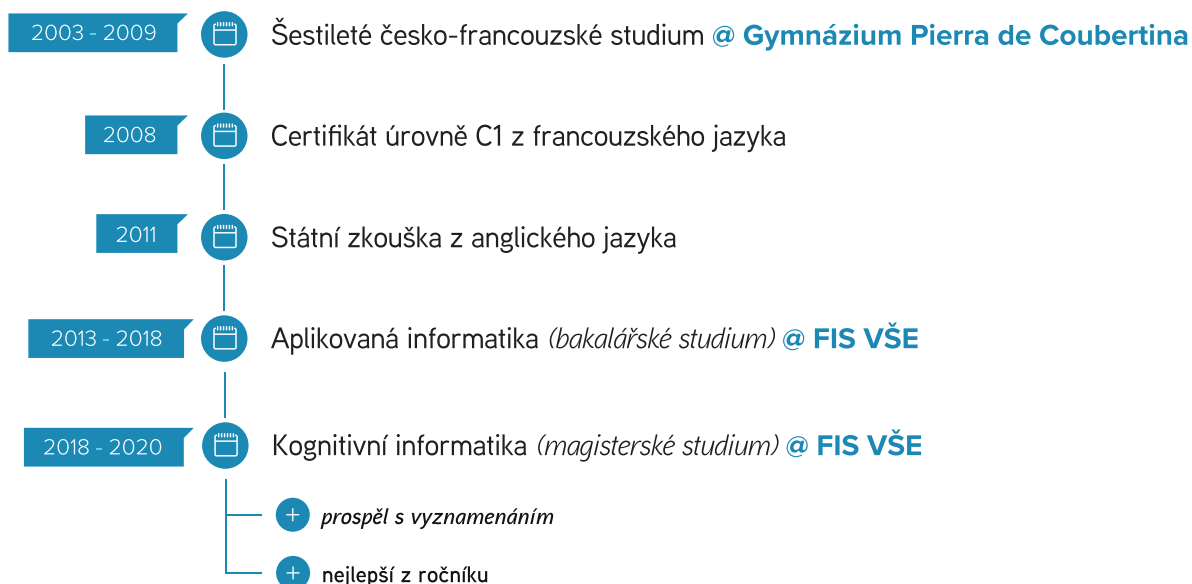 2003 - 2009 Šestileté česko-francouzské studium @ Gymnázium Pierra de Coubertina
2008 Certifikát úrovně C1 z francouzského jazyka
2011 Státní zkouška z anglického jazyka
2013 - 2018 Aplikovaná informatika (bakalářské studium) @ FIS VŠE
2018 - 2020 Kognitivní informatika (magisterské studium) @ FIS VŠE
prospěl s vyznamenáním
nejlepší z ročníku